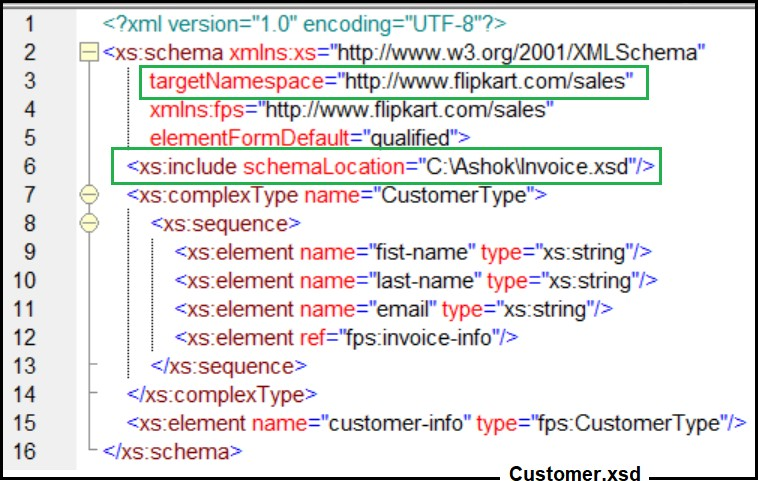 1 <?xml version="1.0" encoding="UTF-8"?>
2 <xs:schema xmlns:xs="http://www.w3.org/2001/XMLSchema"
3 targetNamespace="http://www.flipkart.com/sales"
4 xmlns:fps="http://www.flipkart.com/sales"
5 elementFormDefault="qualified">
6 <xs:include schemaLocation="C:\Ashok\Invoice.xsd"/>
7 <xs:complexType name="CustomerType">
8 <xs:sequence>
9 <xs:element name="fist-name" type="xs:string"/>
10 <xs:element name="last-name" type="xs:string"/>
11 <xs:element name="email" type="xs:string"/>
12 <xs:element ref="fps:invoice-info"/>
13 </xs:sequence>
14 </xs:complexType>
15 <xs:element name="customer-info" type="fps:CustomerType"/>
16 </xs:schema>
Customer.xsd